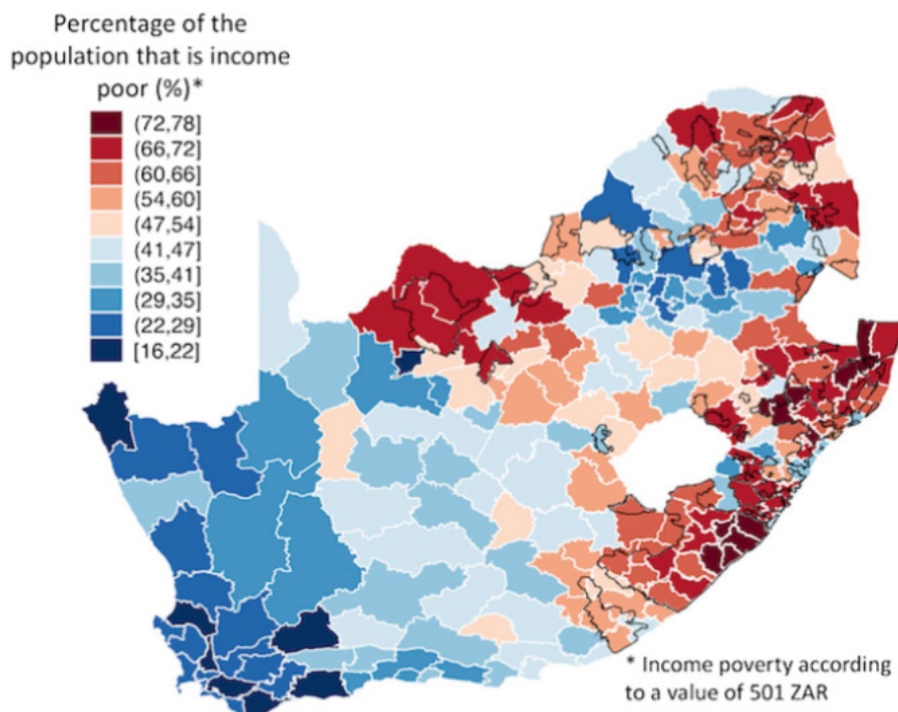 Percentage of the
population that is income
poor (%)*
(72,78]
(66,72]
(60,66]
(54,60]
(47,54]
(41,47]
(35,41]
(29,35]
(22,29]
[16,22]
* Income poverty according
to a value of 501 ZAR